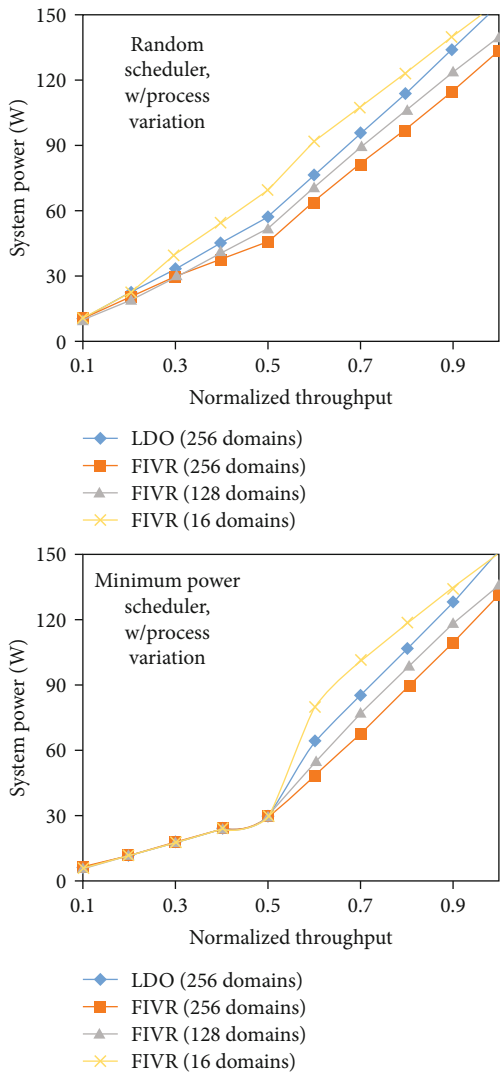 150
120
90
60
30
0
System power (W)
Random
scheduler,
w/process
variation
0.1 0.3 0.5 0.7 0.9
Normalized throughput
LDO (256 domains)
FIVR (256 domains)
FIVR (128 domains)
FIVR (16 domains)
150
120
90
60
30
0
System power (W)
Minimum power
scheduler,
w/process
variation
0.1 0.3 0.5 0.7 0.9
Normalized throughput
LDO (256 domains)
FIVR (256 domains)
FIVR (128 domains)
FIVR (16 domains)